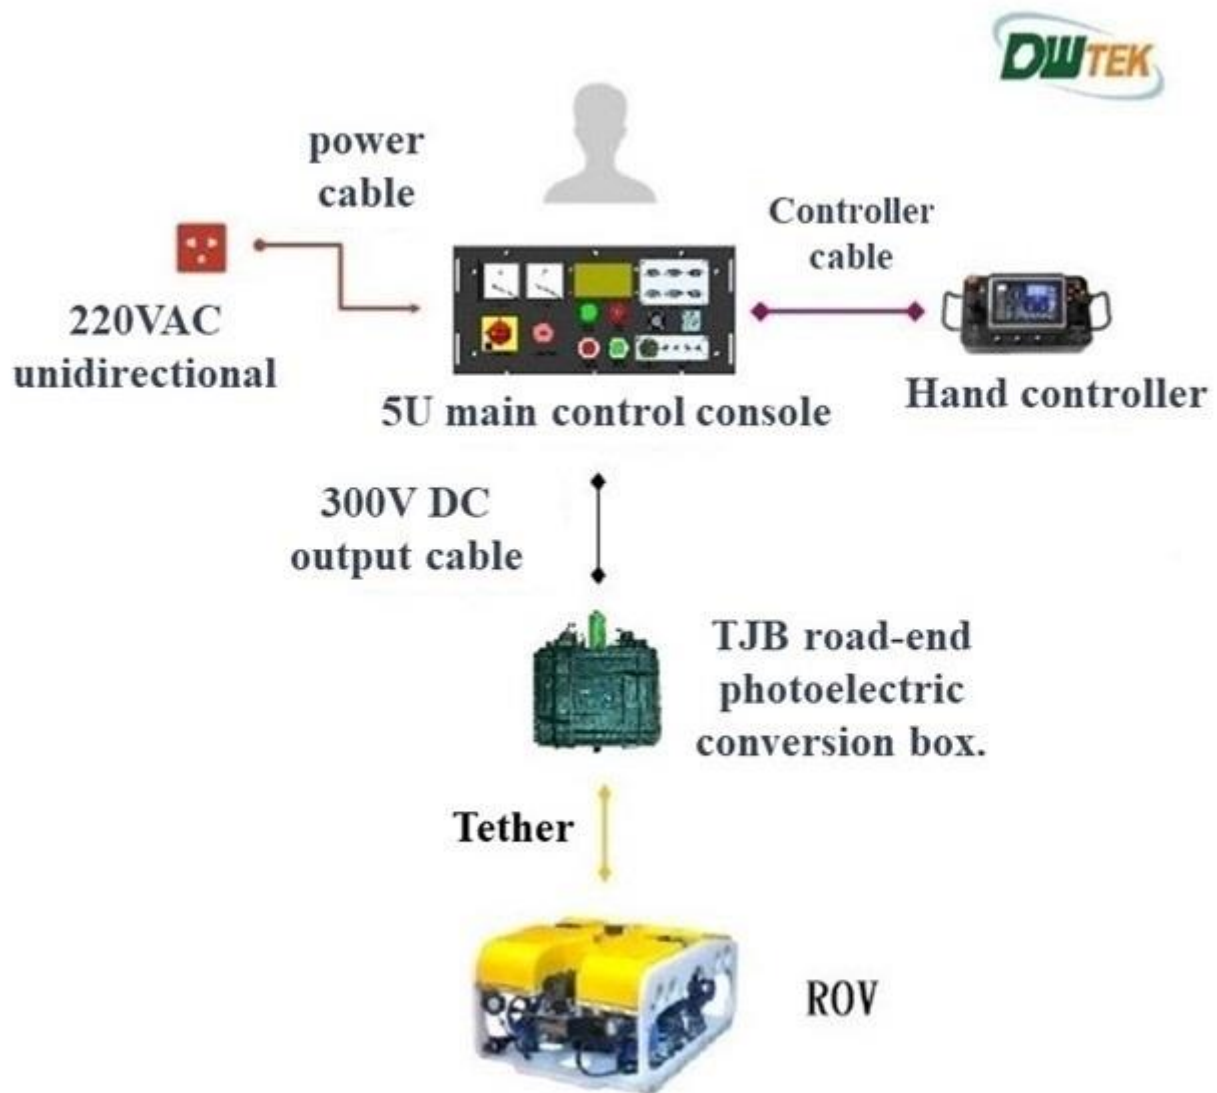 DWTEK
power
cable
Controller
cable
220VAC
unidirectional
5U main control console
Hand controller
300V DC
output cable
TJB road-end
photoelectric
conversion box.
Tether
ROV